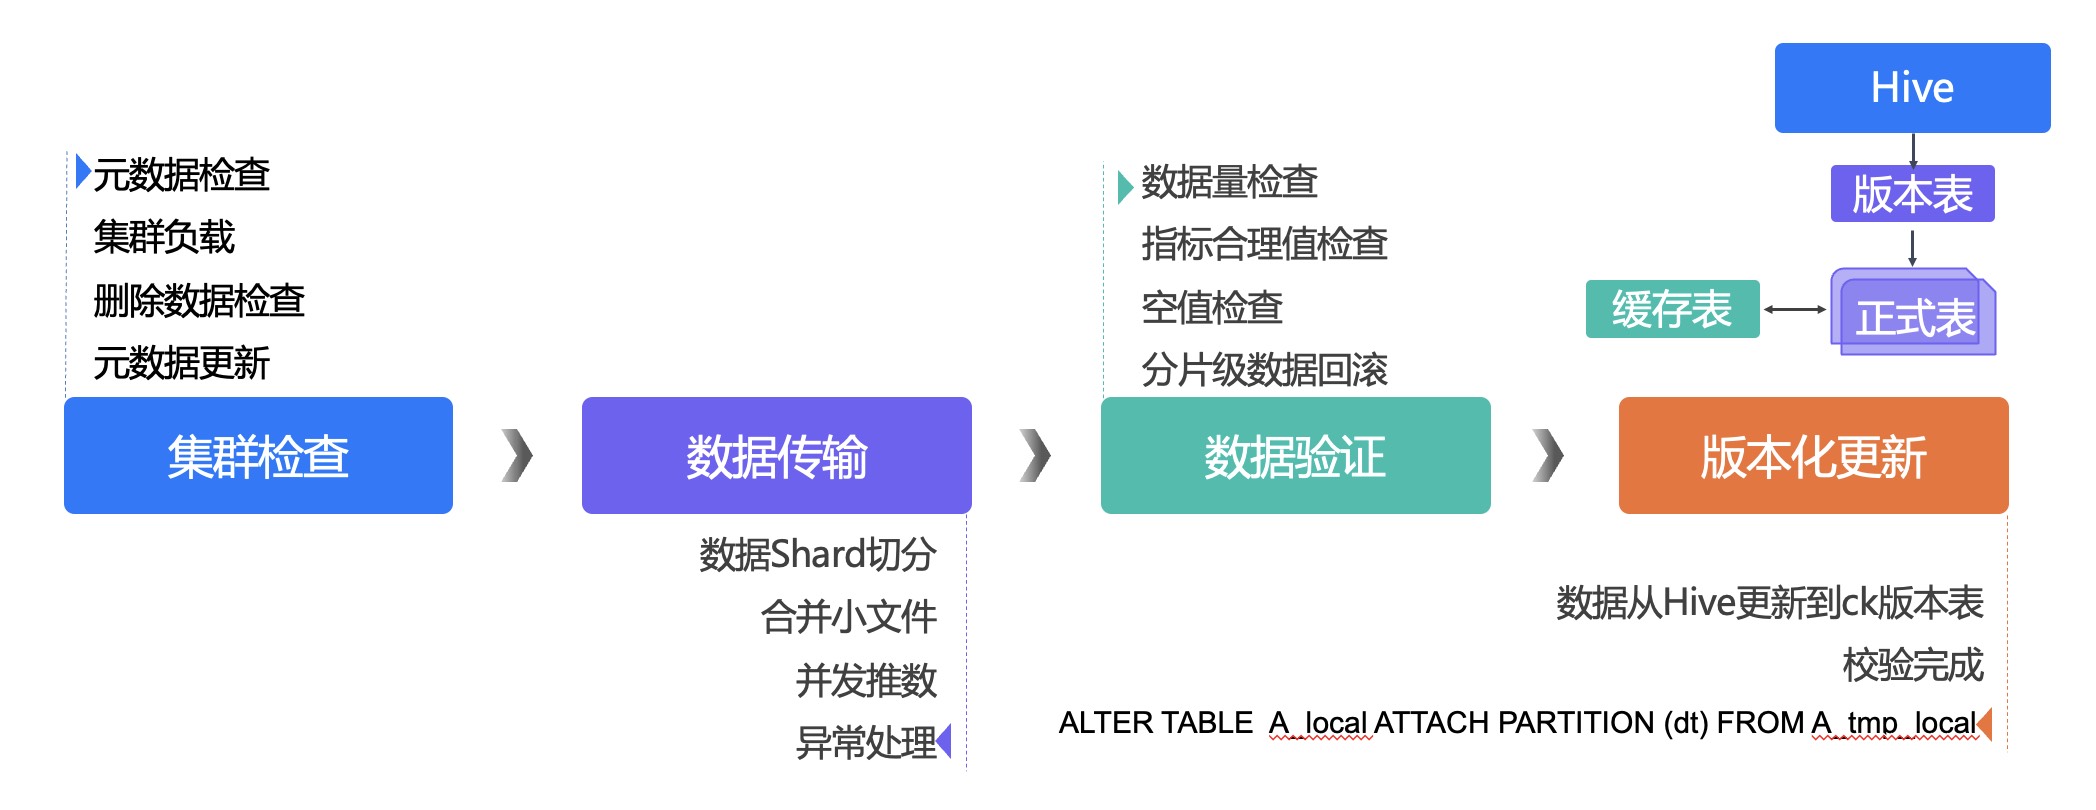 Hive
版本表
缓存表
正式表
元数据检查
集群负载
删除数据检查
元数据更新
集群检查
数据传输
数据Shard切分
合并小文件
并发推数
异常处理
数据量检查
指标合理值检查
空值检查
分片级数据回滚
数据验证
版本化更新
数据从Hive更新到ck版本表
校验完成
ALTER TABLE A_local ATTACH PARTITION (dt) FROM A_tmp_local